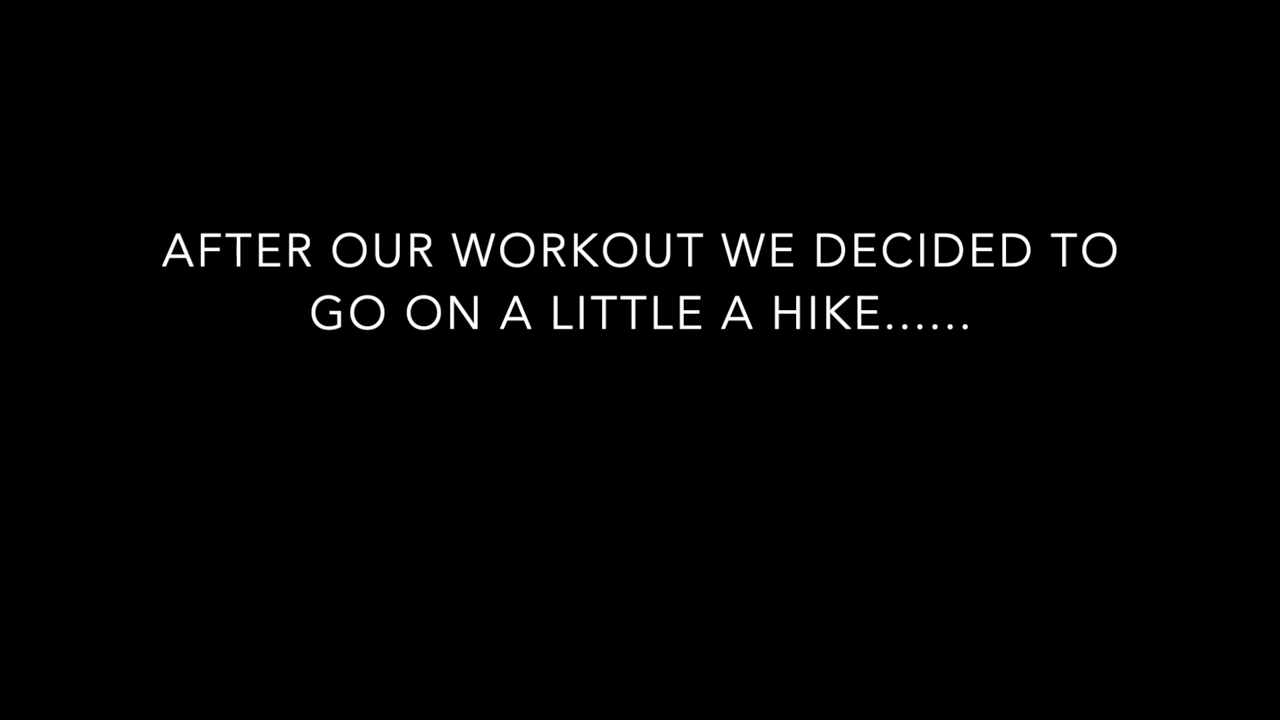 AFTER OUR WORKOUT WE DECIDED TO
GO ON A LITTLE A HIKE......